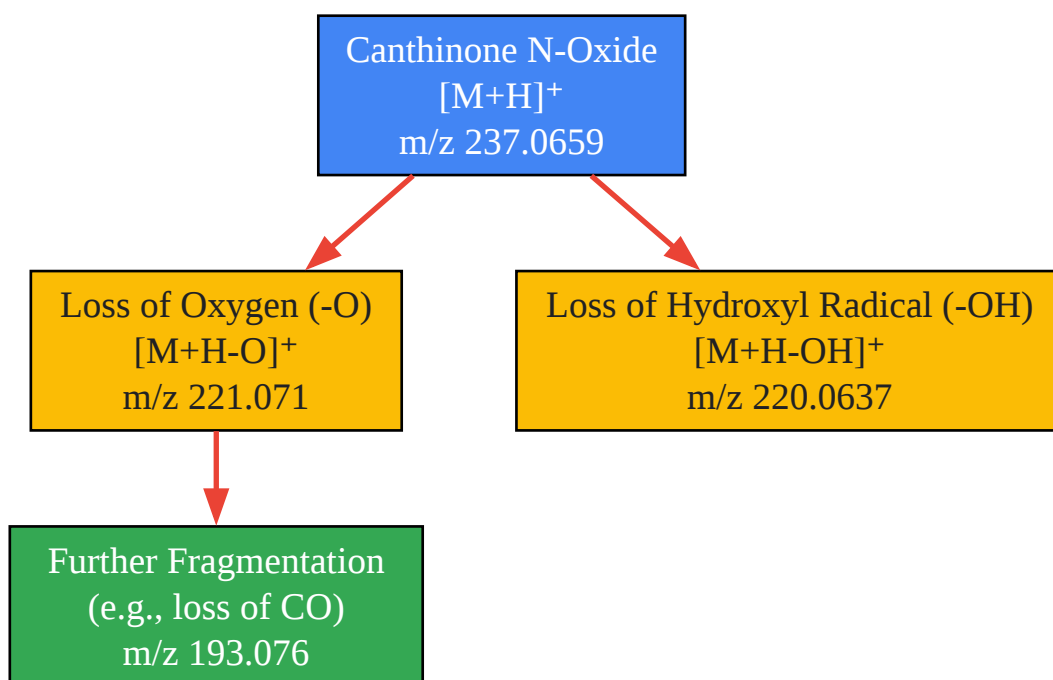 Canthinone N-Oxide
[M+H]⁺
m/z 237.0659
Loss of Oxygen (-O)
[M+H-O]⁺
m/z 221.071
Loss of Hydroxyl Radical (-OH)
[M+H-OH]⁺
m/z 220.0637
Further Fragmentation
(e.g., loss of CO)
m/z 193.076